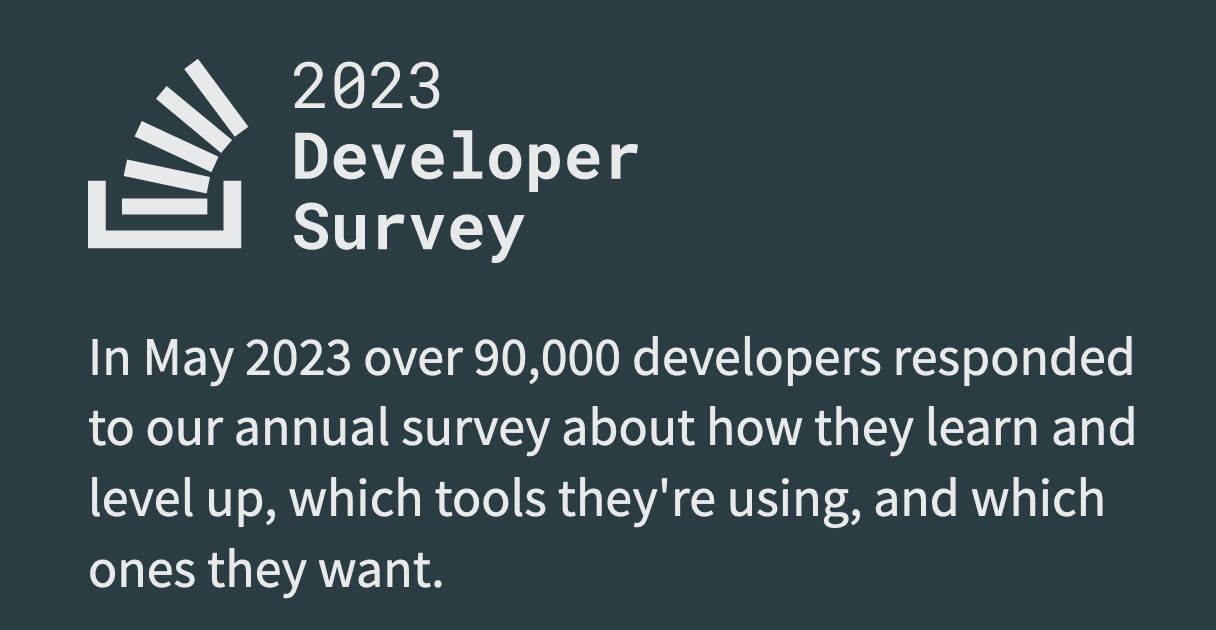 2023
Developer
Survey
In May 2023 over 90,000 developers responded
to our annual survey about how they learn and
level up, which tools they're using, and which
ones they want.